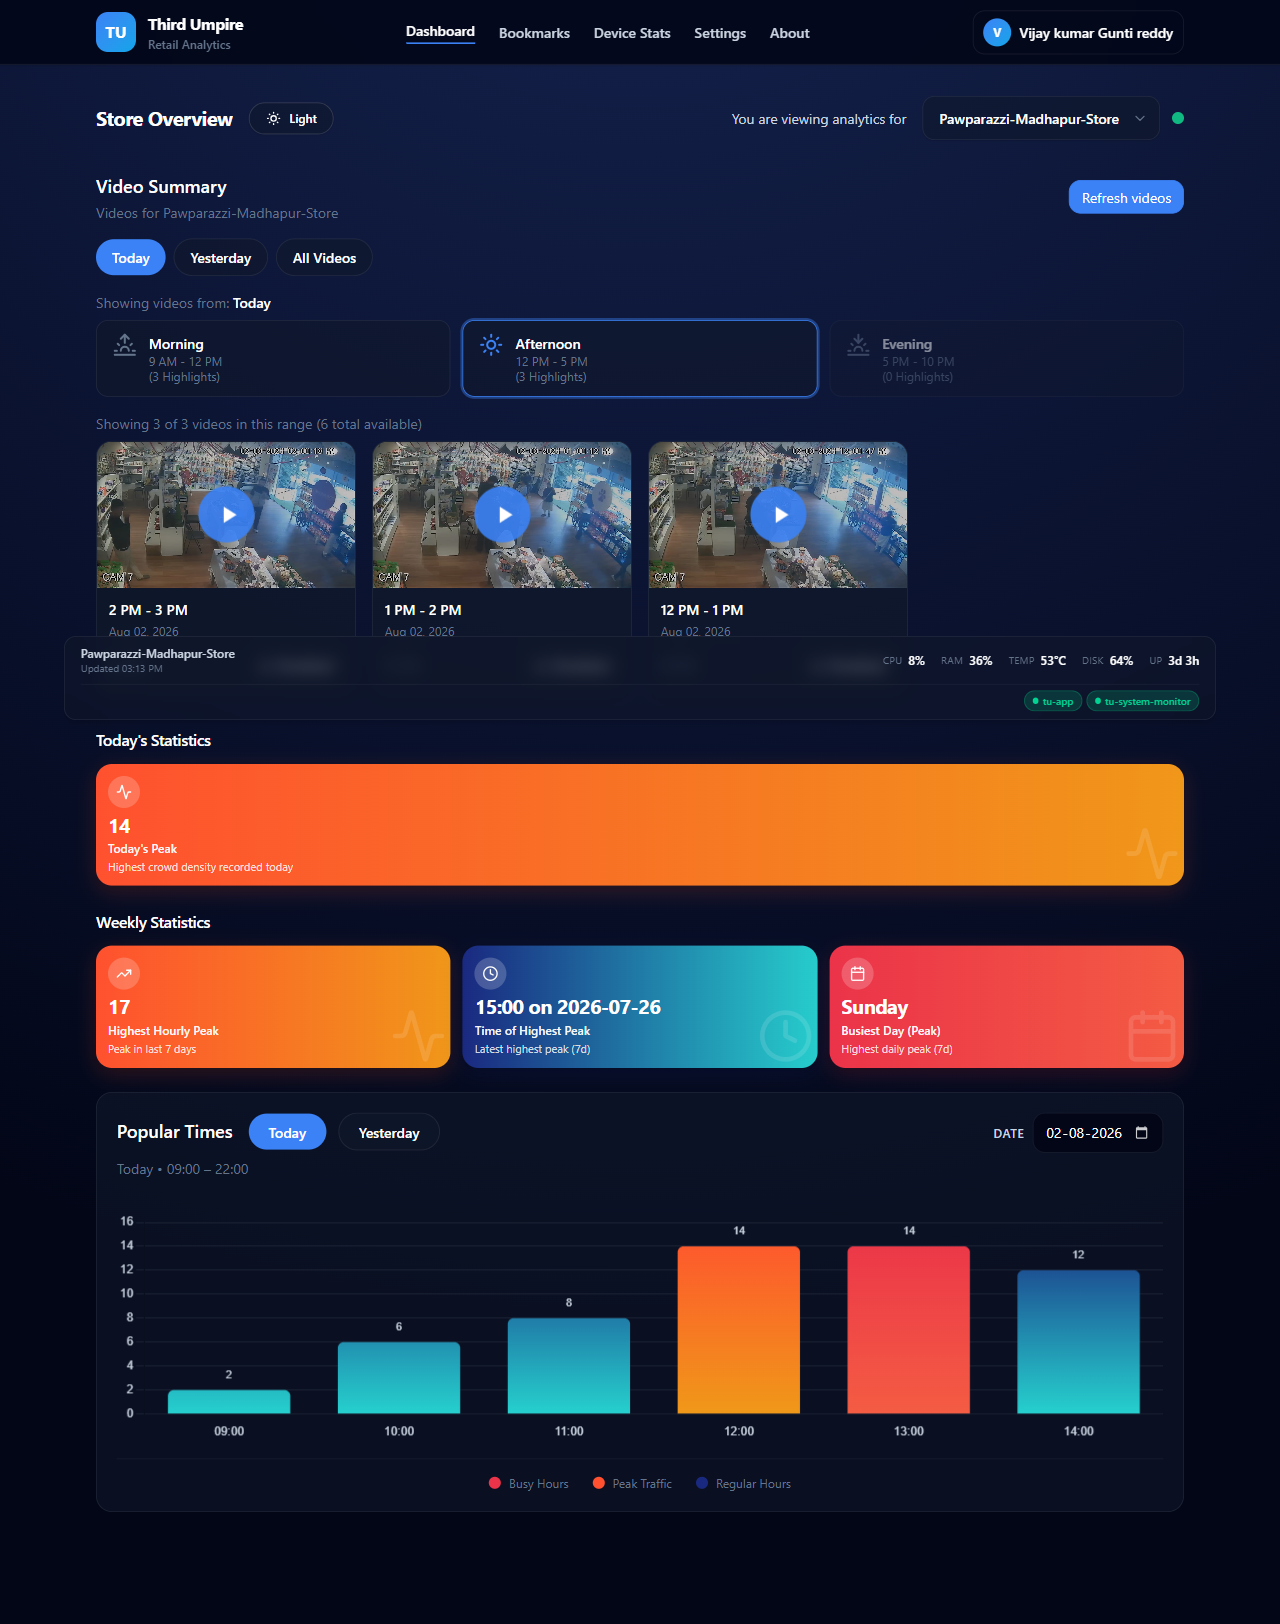 TU
Third Umpire
Retail Analytics
Dashboard
Bookmarks
Device Stats
Settings
About
V
Vijay kumar Gunti reddy
Store Overview
Light
You are viewing analytics for
Pawparazzi-Madhapur-Store
Video Summary
Videos for Pawparazzi-Madhapur-Store
Refresh videos
Today
Yesterday
All Videos
Showing videos from: Today
Morning
9 AM - 12 PM
(3 Highlights)
Afternoon
12 PM - 5 PM
(3 Highlights)
Evening
5 PM - 10 PM
(0 Highlights)
Showing 3 of 3 videos in this range (6 total available)
CAM 7
CAM 7
CAM 7
2 PM - 3 PM
Aug 02, 2026
1 PM - 2 PM
Aug 02, 2026
12 PM - 1 PM
Aug 02, 2026
Pawparazzi-Madhapur-Store
Updated 03:13 PM
CPU 8%
RAM 36%
TEMP 53°C
DISK 64%
UP 3d 3h
tu-app
tu-system-monitor
Today's Statistics
14
Today's Peak
Highest crowd density recorded today
Weekly Statistics
17
Highest Hourly Peak
Peak in last 7 days
15:00 on 2026-07-26
Time of Highest Peak
Latest highest peak (7d)
Sunday
Busiest Day (Peak)
Highest daily peak (7d)
Popular Times
Today
Yesterday
DATE
02-08-2026
Today • 09:00 – 22:00
16
14
12
10
8
6
4
2
0
2
6
8
14
14
12
09:00
10:00
11:00
12:00
13:00
14:00
Busy Hours
Peak Traffic
Regular Hours